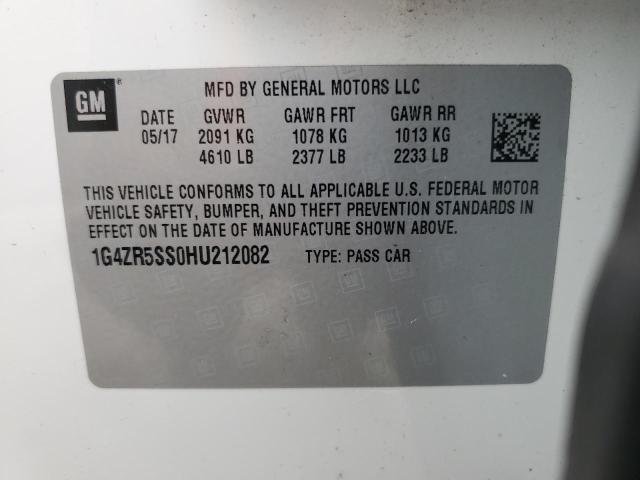 GM ®
MFD BY GENERAL MOTORS LLC
DATE GVWR GAWR FRT GAWR RR
05/17 2091 KG 1078 KG 1013 KG
4610 LB 2377 LB 2233 LB
THIS VEHICLE CONFORMS TO ALL APPLICABLE U.S. FEDERAL MOTOR
VEHICLE SAFETY, BUMPER, AND THEFT PREVENTION STANDARDS IN
EFFECT ON THE DATE OF MANUFACTURE SHOWN ABOVE.
1G4ZR5SS0HU212082 TYPE: PASS CAR